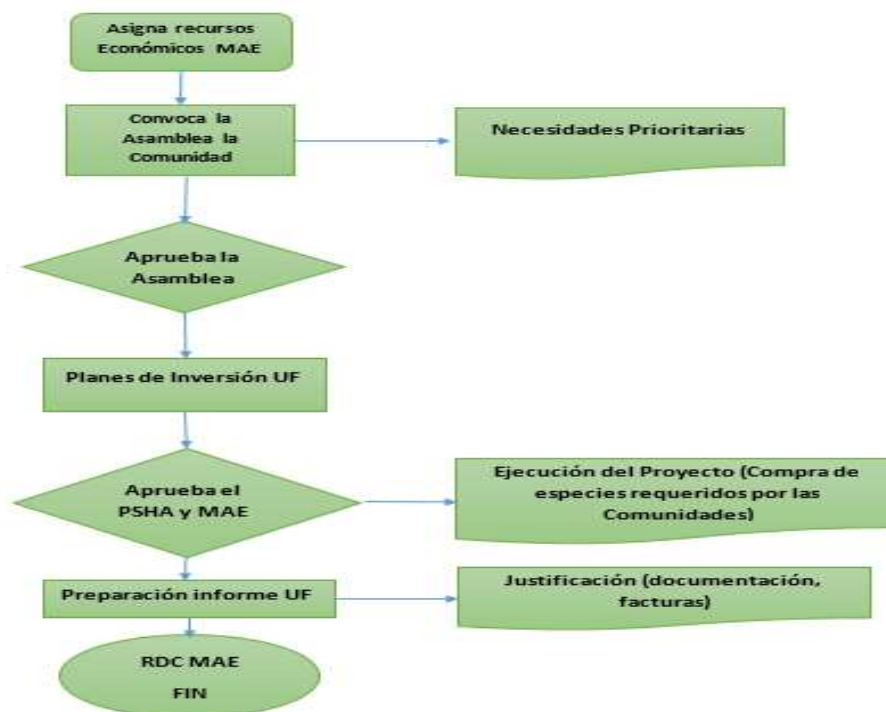 Asigna recursos
Económicos MAE
Convoca la
Asamblea la
Comunidad
Necesidades Prioritarias
Aprueba la
Asamblea
Planes de Inversión UF
Aprueba el
PSHA y MAE
Ejecución del Proyecto (Compra de
especies requeridos por las
Comunidades)
Preparación informe UF
Justificación (documentación,
facturas)
RDC MAE
FIN